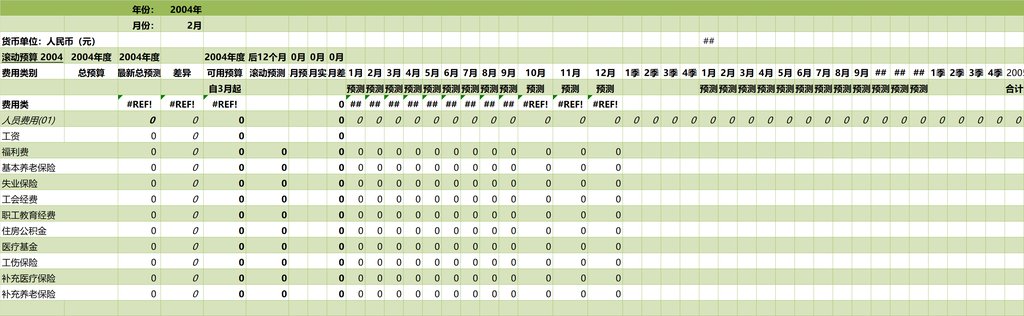 年份： 2004年
月份： 2月
货币单位：人民币（元） ##
滚动预算 2004 2004年度 2004年度 2004年度 后12个月 0月 0月 0月
费用类别 总预算 最新总预测 差异 可用预算 滚动预测 月预 月实 月差 1月 2月 3月 4月 5月 6月 7月 8月 9月 10月 11月 12月 1季 2季 3季 4季 1月 2月 3月 4月 5月 6月 7月 8月 9月 ## ## ## 1季 2季 3季 4季 200
自3月起 预测 预测 预测 预测 预测 预测 预测 预测 预测 预测 预测 预测 预测 预测 预测 预测 预测 预测 预测 预测 预测 预测 预测 预测 合计
费用类 #REF! #REF! #REF! 0 ## ## ## ## ## ## ## ## ## #REF! #REF! #REF!
人员费用(01) 0 0 0 0 0 0 0 0 0 0 0 0 0 0 0 0 0 0 0 0 0 0 0 0 0 0 0 0 0 0 0 0 0 0 0 0 0
工资 0 0 0 0
福利费 0 0 0 0 0 0 0 0 0 0 0 0 0 0 0 0 0
基本养老保险 0 0 0 0 0 0 0 0 0 0 0 0 0 0 0 0 0
失业保险 0 0 0 0 0 0 0 0 0 0 0 0 0 0 0 0 0
工会经费 0 0 0 0 0 0 0 0 0 0 0 0 0 0 0 0 0
职工教育经费 0 0 0 0 0 0 0 0 0 0 0 0 0 0 0 0 0
住房公积金 0 0 0 0 0 0 0 0 0 0 0 0 0 0 0 0 0
医疗基金 0 0 0 0 0 0 0 0 0 0 0 0 0 0 0 0 0
工伤保险 0 0 0 0 0 0 0 0 0 0 0 0 0 0 0 0 0
补充医疗保险 0 0 0 0 0 0 0 0 0 0 0 0 0 0 0 0 0
补充养老保险 0 0 0 0 0 0 0 0 0 0 0 0 0 0 0 0 0